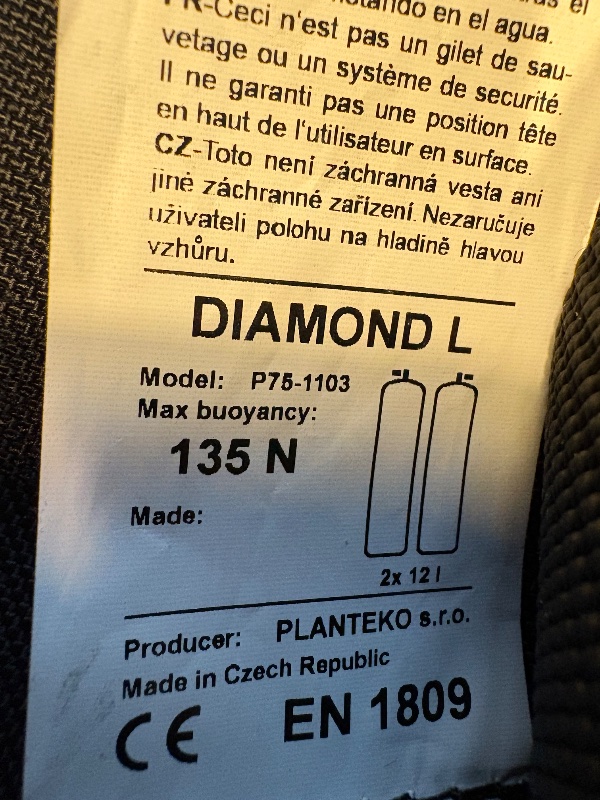 en el agua.
FR-Ceci n'est pas un gilet de sau-
vetage ou un système de securité.
Il ne garanti pas une position tête
en haut de l'utilisateur en surface.
CZ-Toto není záchranná vesta ani
jiné záchranné zařízení. Nezaručuje
uživateli polohu na hladině hlavou
vzhůru.
DIAMOND L
Model: P75-1103
Max buoyancy:
135 N
Made:
2x 12 l
Producer: PLANTEKO s.r.o.
Made in Czech Republic
CE EN 1809